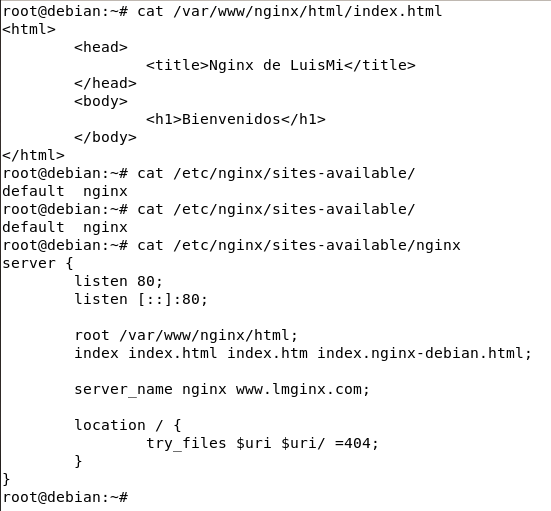 root@debian:~# cat /var/www/nginx/html/index.html
<html>
        <head>
                <title>Nginx de LuisMi</title>
        </head>
        <body>
                <h1>Bienvenidos</h1>
        </body>
</html>
root@debian:~# cat /etc/nginx/sites-available/
default  nginx
root@debian:~# cat /etc/nginx/sites-available/
default  nginx
root@debian:~# cat /etc/nginx/sites-available/nginx
server {
        listen 80;
        listen [::]:80;

        root /var/www/nginx/html;
        index index.html index.htm index.nginx-debian.html;

        server_name nginx www.lmginx.com;

        location / {
                try_files $uri $uri/ =404;
        }
}
root@debian:~#